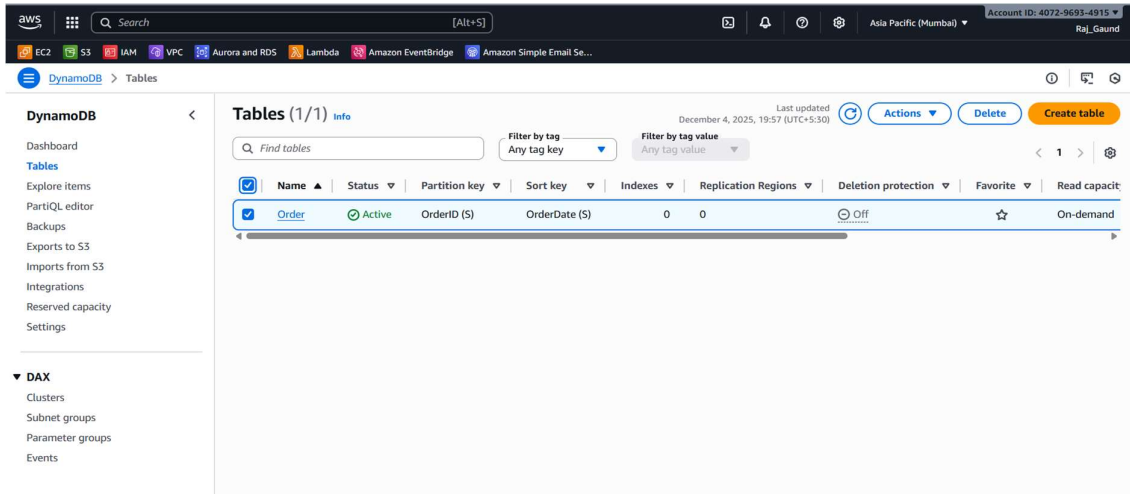 aws
Search
[Alt+S]
Asia Pacific (Mumbai) ▼
Account ID: 4072-9693-4915 ▼
Raj_Gaund
EC2 S3 IAM VPC Aurora and RDS Lambda Amazon EventBridge Amazon Simple Email Se...
DynamoDB > Tables
DynamoDB
Dashboard
Tables
Explore items
PartiQL editor
Backups
Exports to S3
Imports from S3
Integrations
Reserved capacity
Settings
▼ DAX
Clusters
Subnet groups
Parameter groups
Events
Tables (1/1) Info
Last updated
December 4, 2025, 19:57 (UTC+5:30)
Actions ▼
Delete
Create table
Find tables
Filter by tag
Any tag key
Filter by tag value
Any tag value
< 1 >
Name Status Partition key Sort key Indexes Replication Regions Deletion protection Favorite Read capacit
Order Active OrderID (S) OrderDate (S) 0 0 Off On-demand